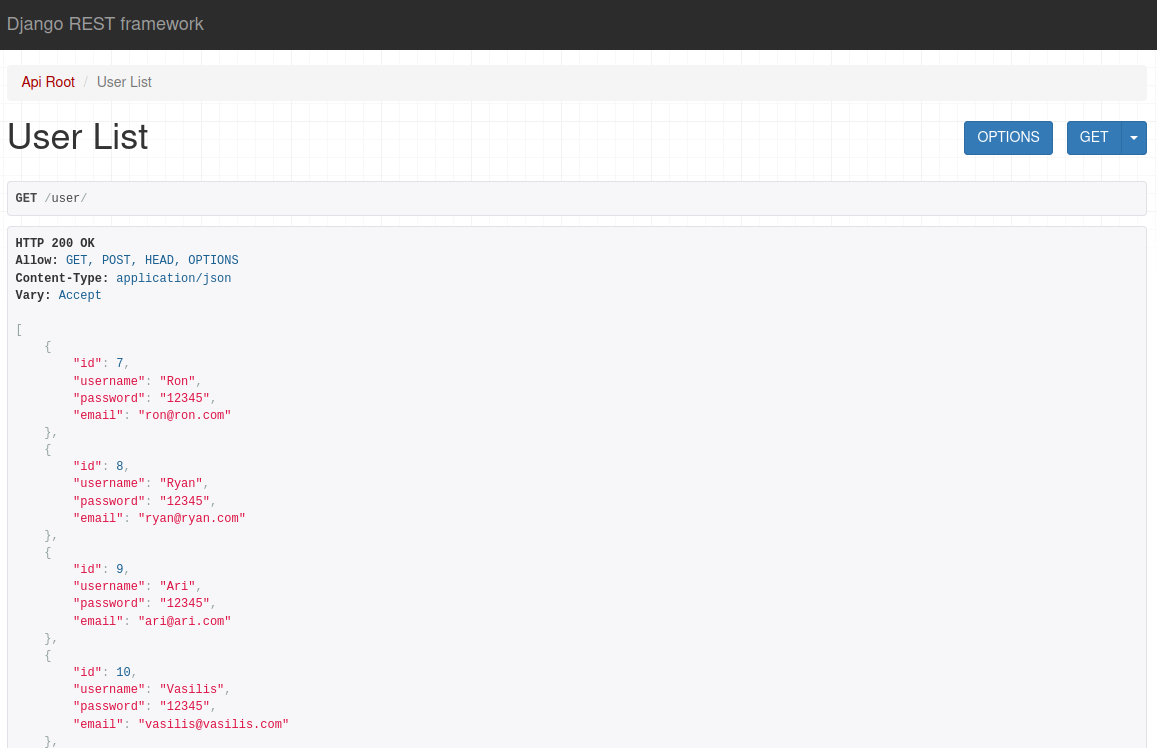 Django REST framework
Api Root / User List
User List
OPTIONS GET
GET /user/
HTTP 200 OK
Allow: GET, POST, HEAD, OPTIONS
Content-Type: application/json
Vary: Accept
[
    {
        "id": 7,
        "username": "Ron",
        "password": "12345",
        "email": "ron@ron.com"
    },
    {
        "id": 8,
        "username": "Ryan",
        "password": "12345",
        "email": "ryan@ryan.com"
    },
    {
        "id": 9,
        "username": "Ari",
        "password": "12345",
        "email": "ari@ari.com"
    },
    {
        "id": 10,
        "username": "Vasilis",
        "password": "12345",
        "email": "vasilis@vasilis.com"
    },